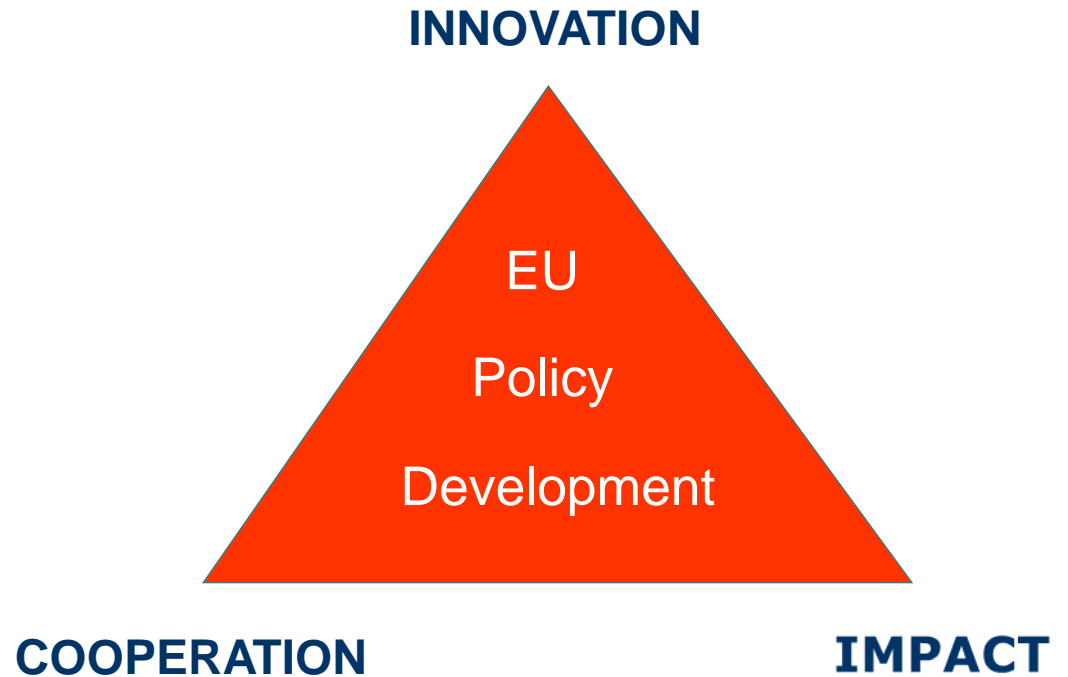 INNOVATION
EU
Policy
Development
COOPERATION
IMPACT